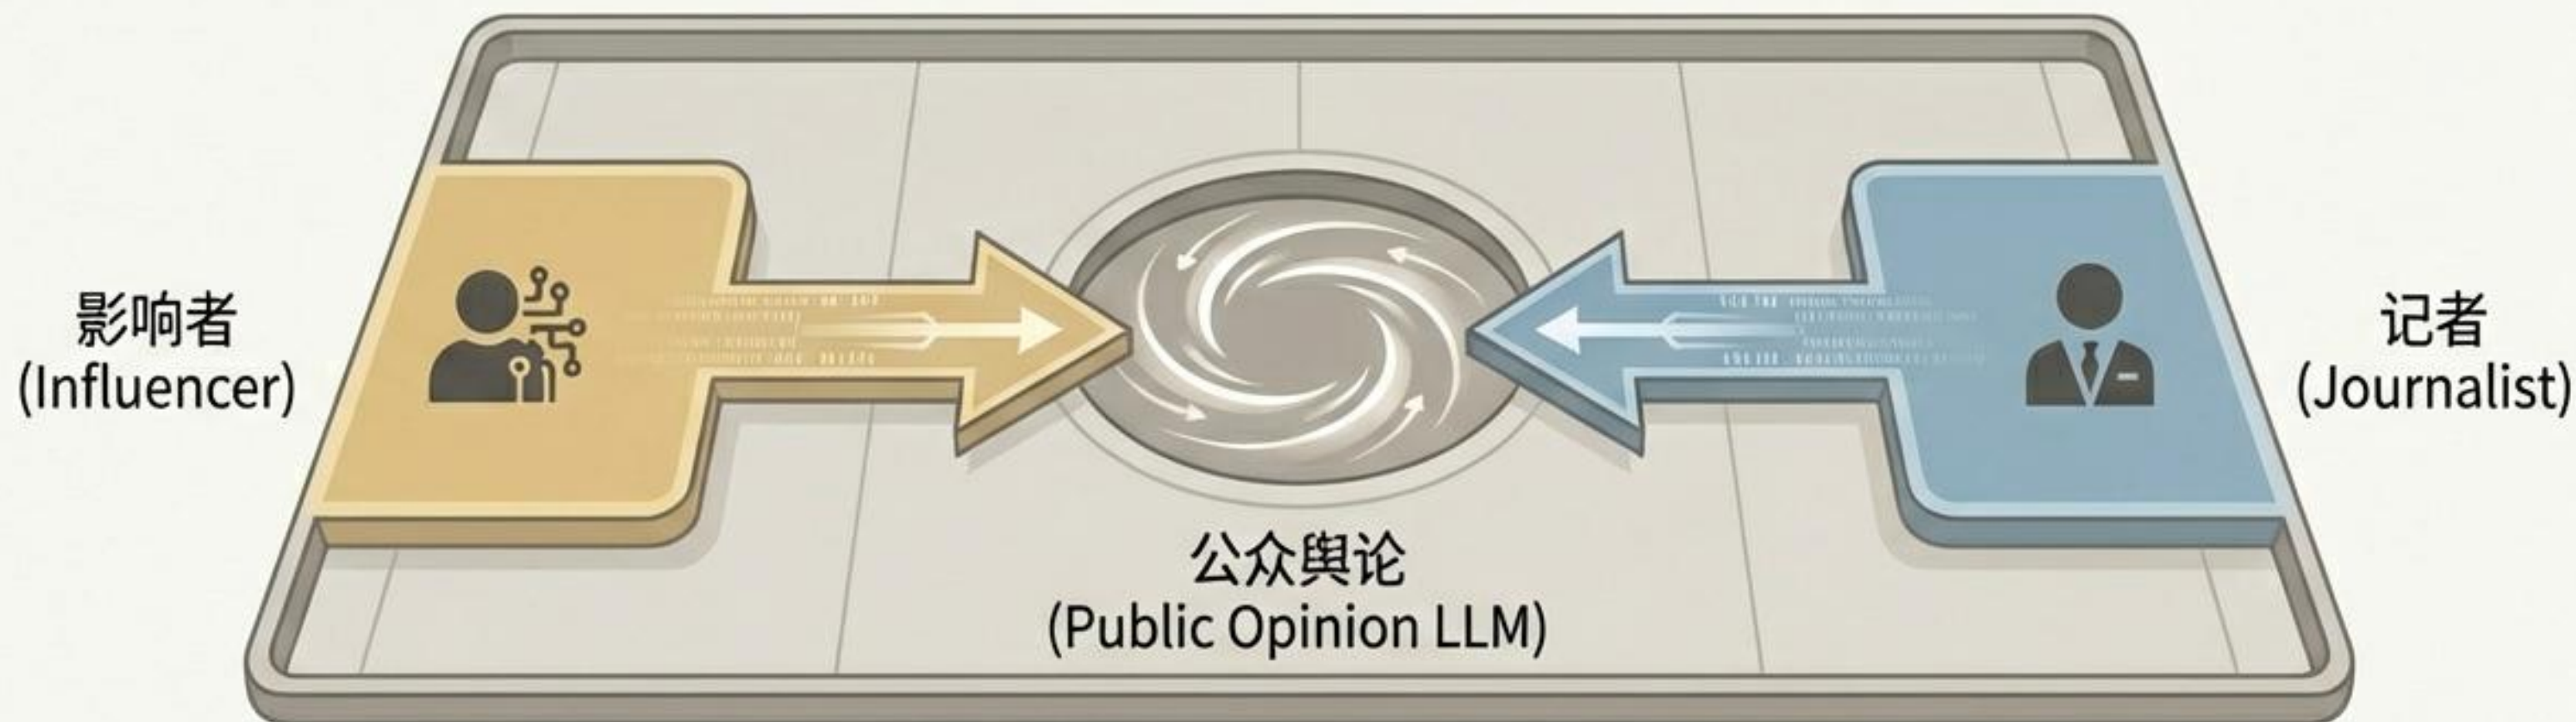 影响者
(Influencer)
公众舆论
(Public Opinion LLM)
记者
(Journalist)